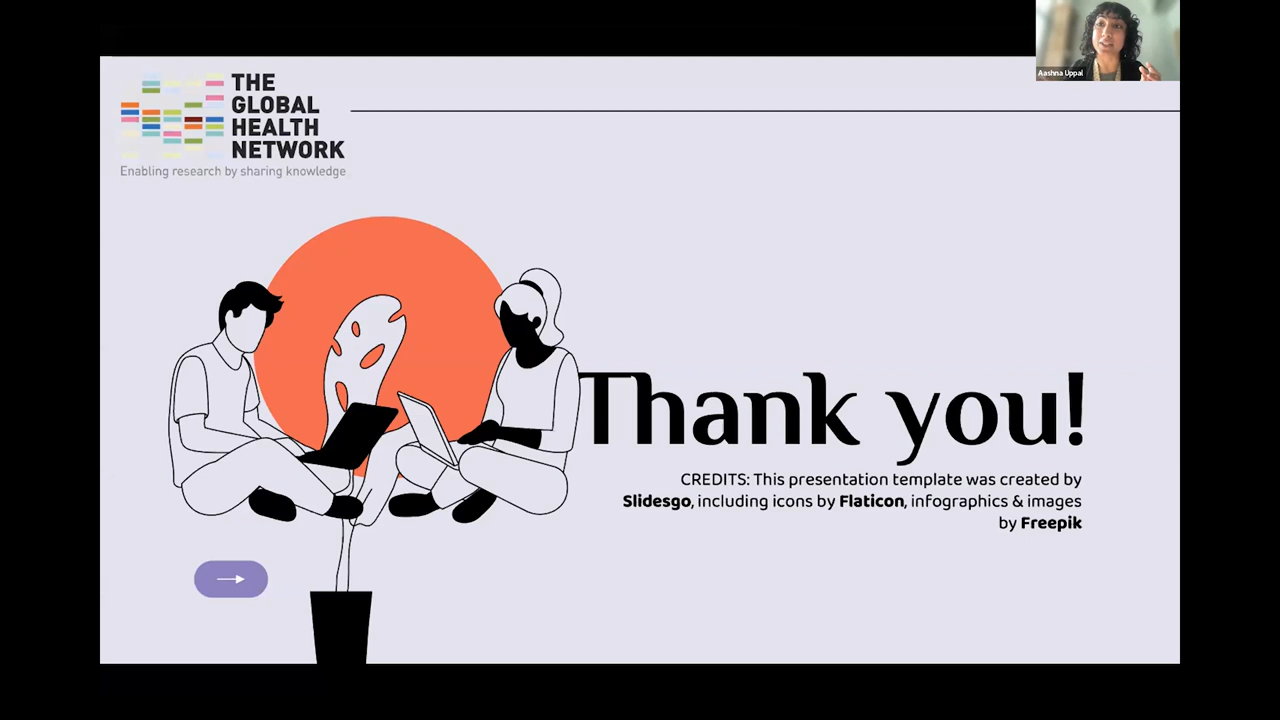 Aashna Uppal
THE
GLOBAL
HEALTH
NETWORK
Enabling research by sharing knowledge
Thank you!
CREDITS: This presentation template was created by
Slidesgo, including icons by Flaticon, infographics & images
by Freepik